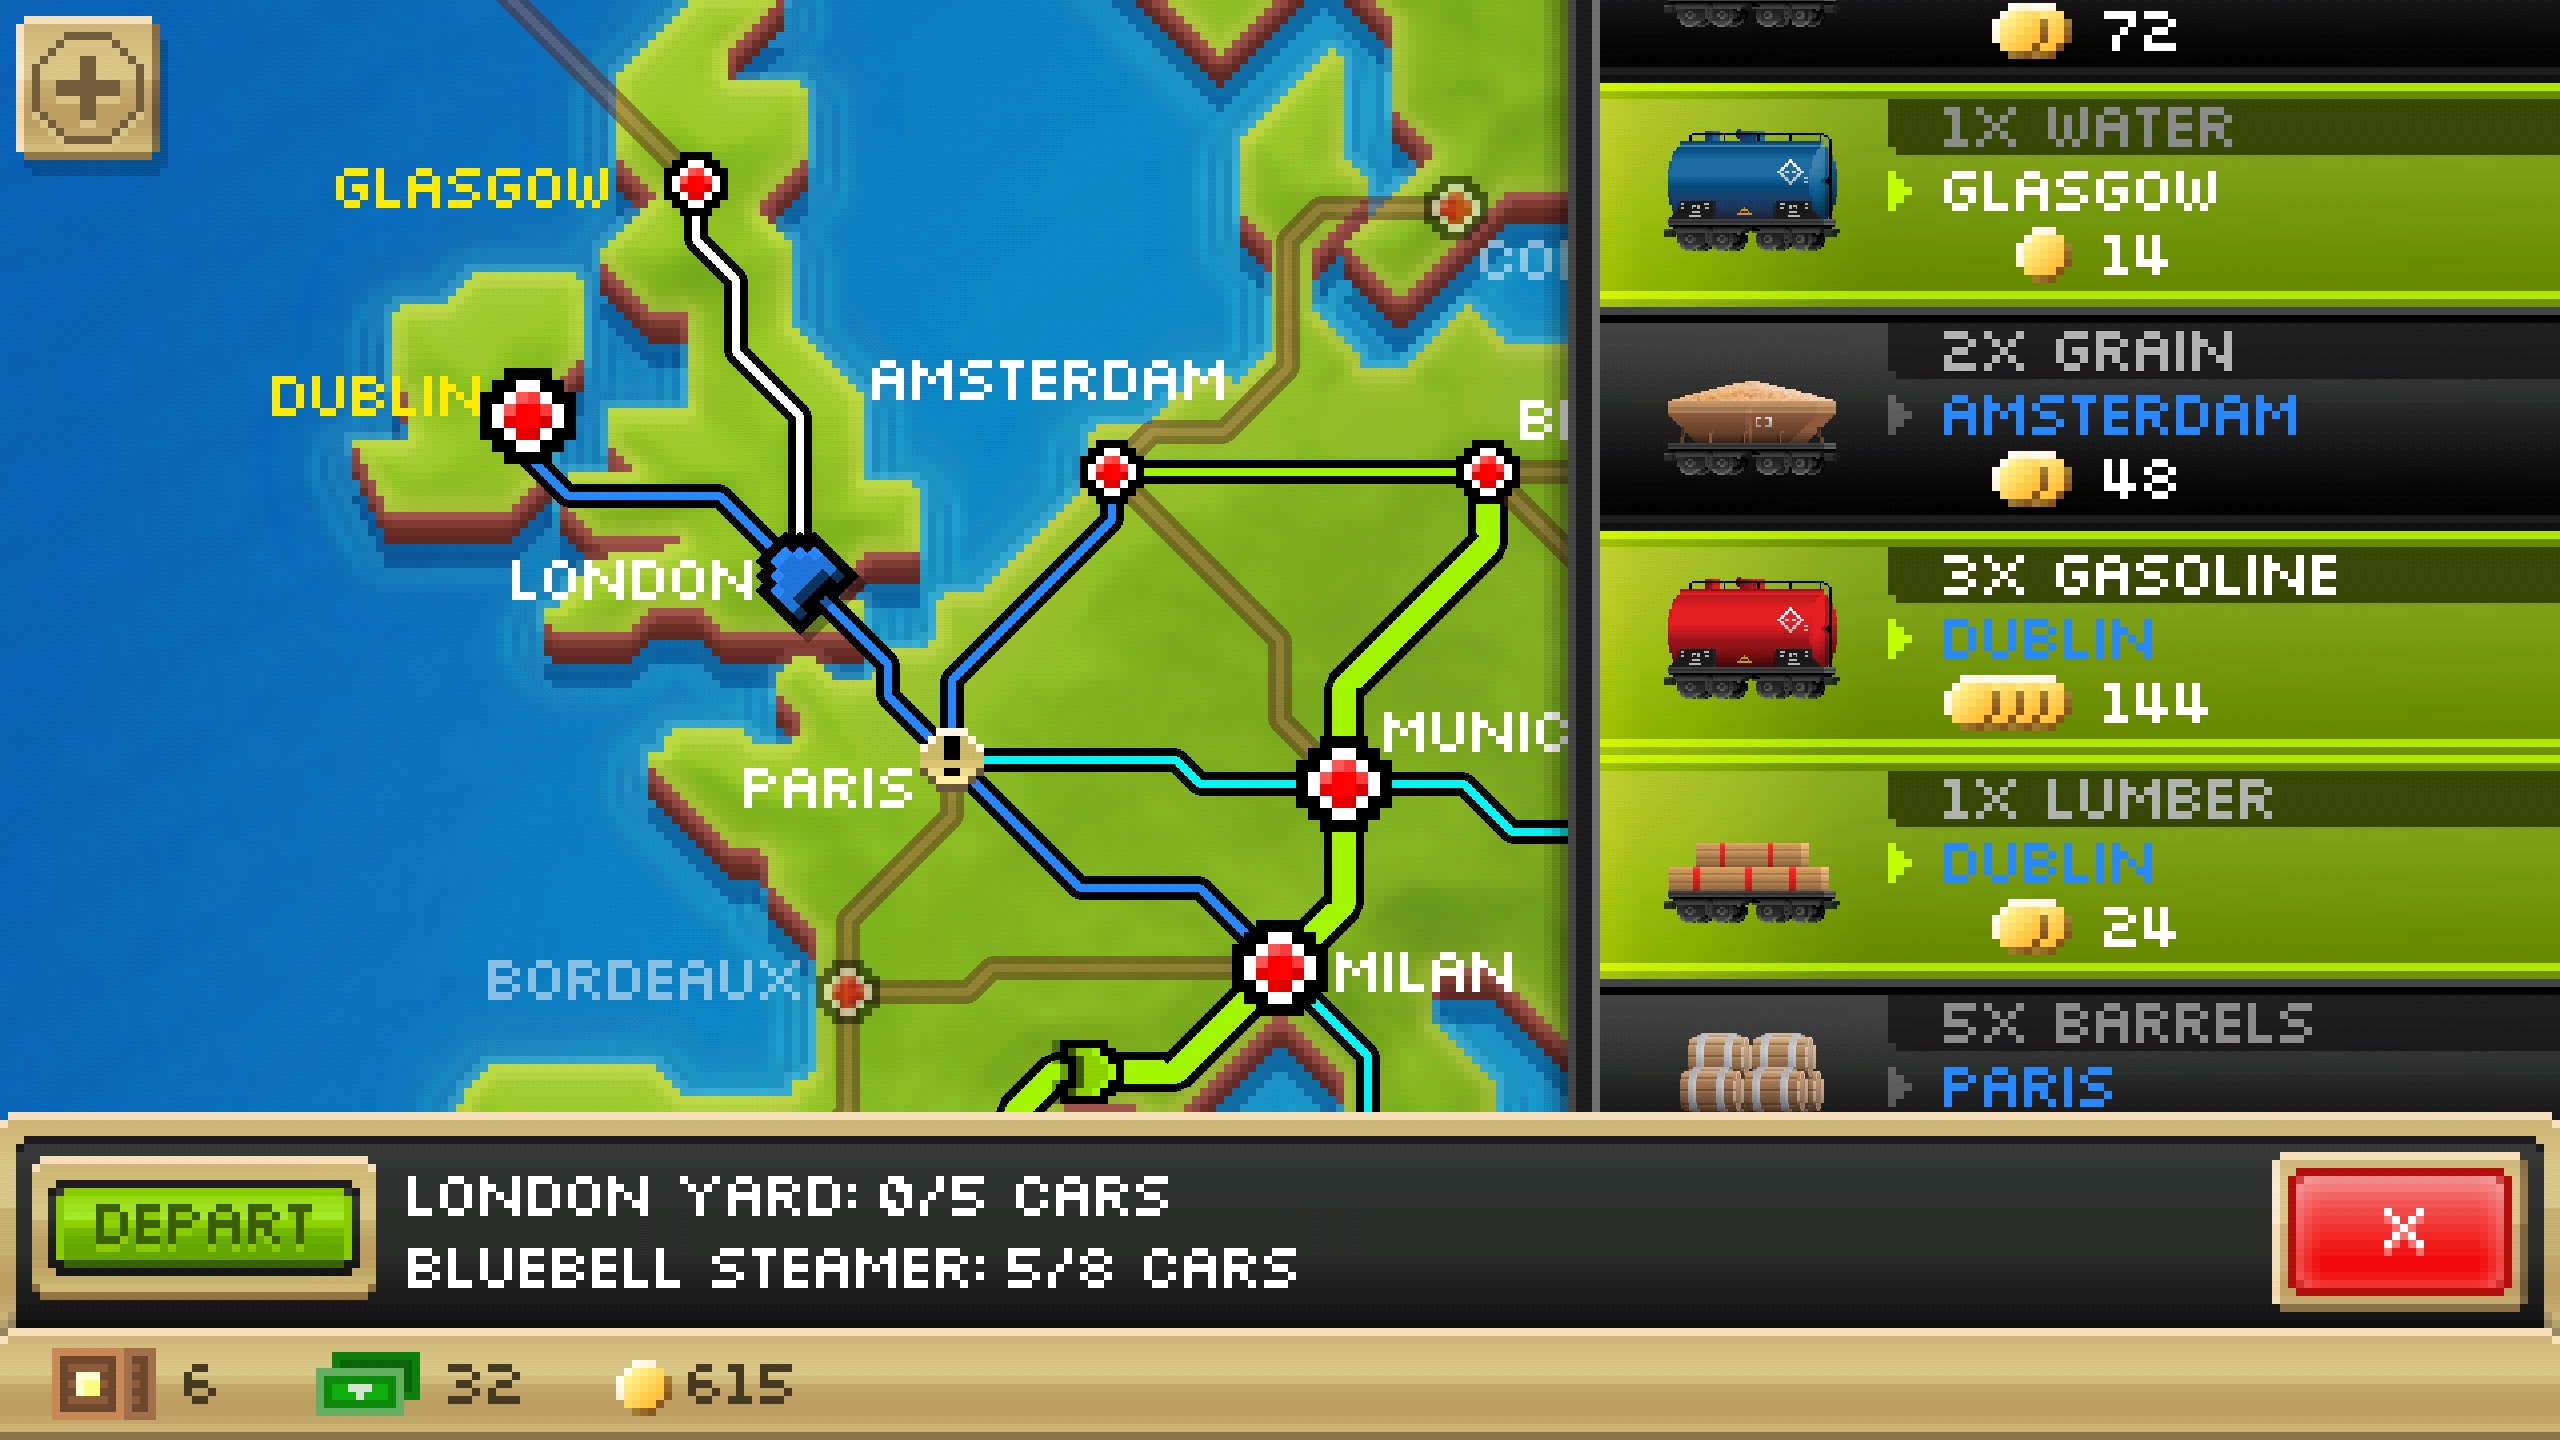 GLASGOW
DUBLIN
AMSTERDAM
LONDON
PARIS
BORDEAUX
MILAN
72
1X WATER
GLASGOW
14
2X GRAIN
AMSTERDAM
48
3X GASOLINE
DUBLIN
144
1X LUMBER
DUBLIN
24
5X BARRELS
PARIS
DEPART
LONDON YARD: 0/5 CARS
BLUEBELL STEAMER: 5/8 CARS
X
6
32
615